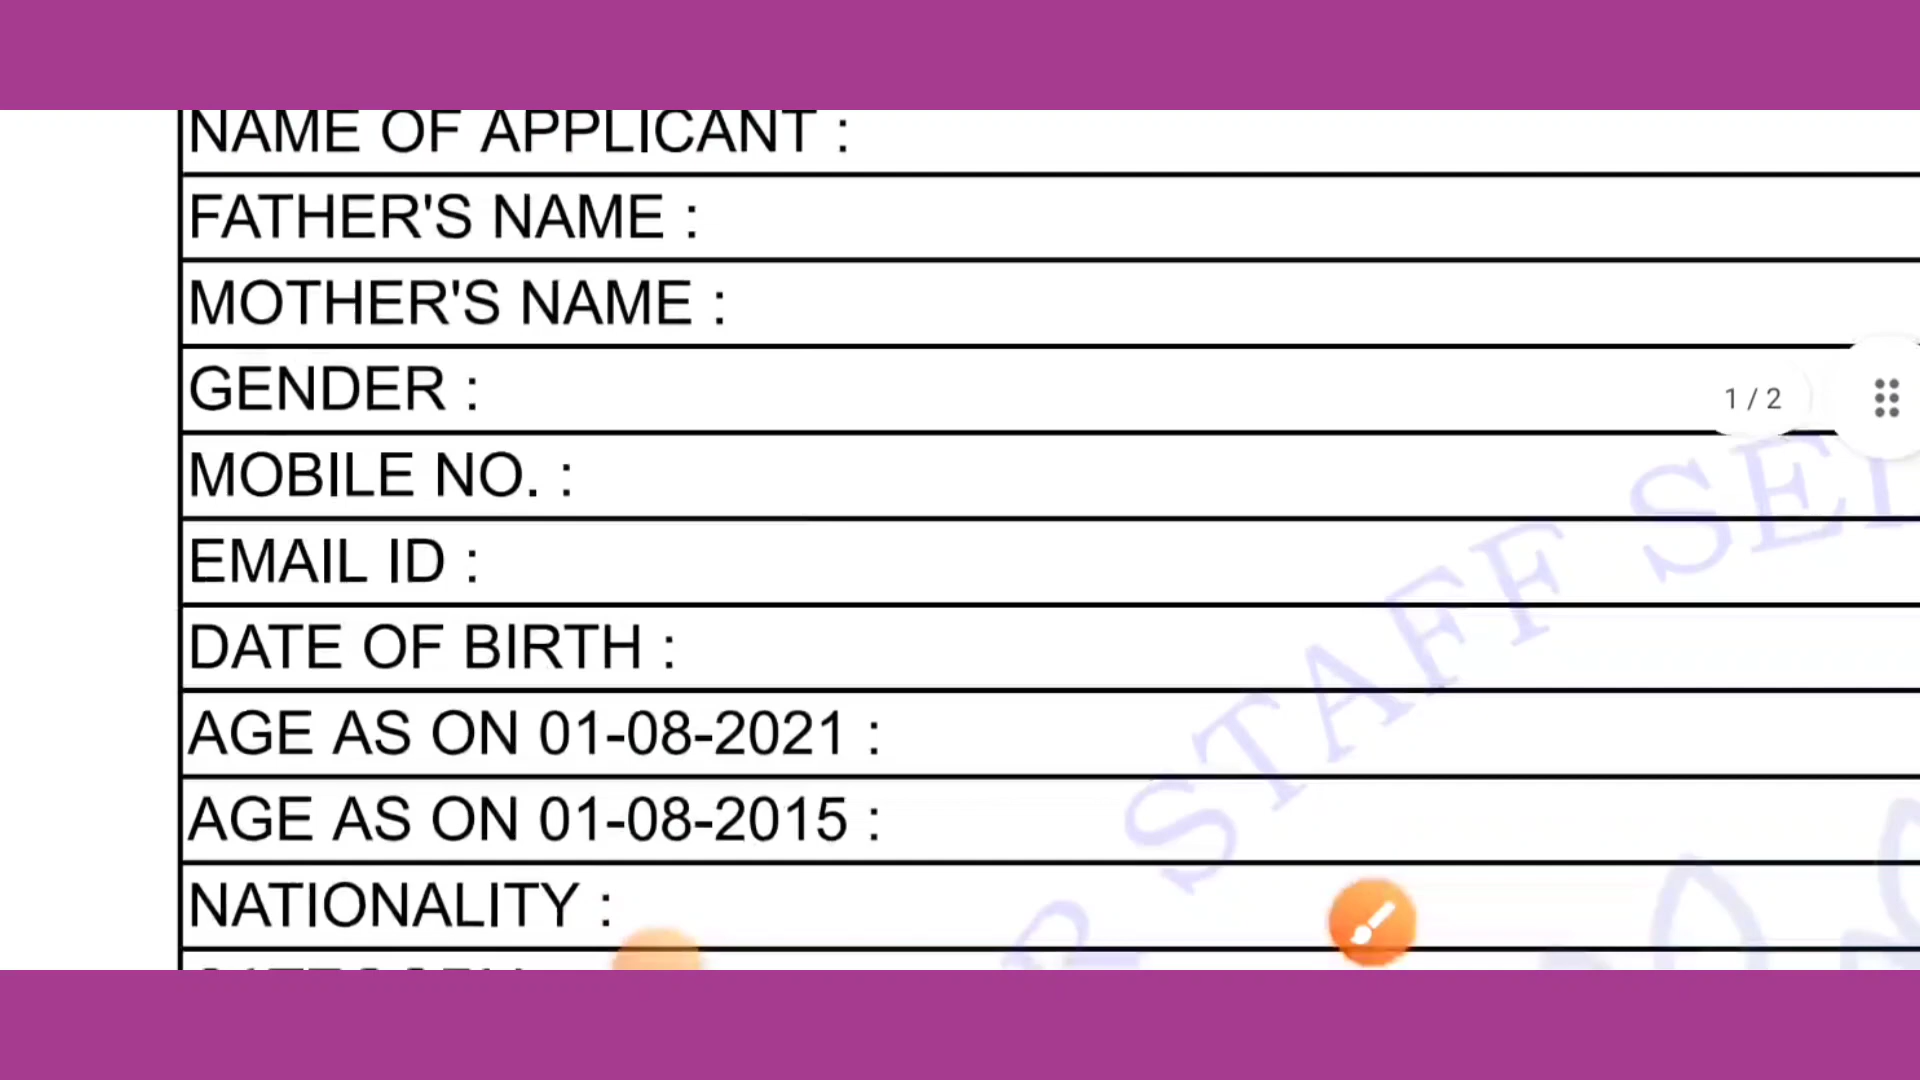 NAME OF APPLICANT :
FATHER'S NAME :
MOTHER'S NAME :
GENDER :
1 / 2
MOBILE NO. :
EMAIL ID :
DATE OF BIRTH :
AGE AS ON 01-08-2021 :
AGE AS ON 01-08-2015 :
NATIONALITY :
STAFF